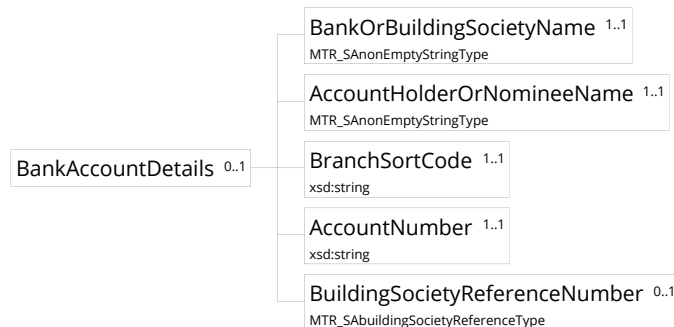 BankOrBuildingSocietyName 1..1
MTR_SAnonEmptyStringType
AccountHolderOrNomineeName 1..1
MTR_SAnonEmptyStringType
BankAccountDetails 0..1
BranchSortCode 1..1
xsd:string
AccountNumber 1..1
xsd:string
BuildingSocietyReferenceNumber 0..1
MTR_SAbuildingSocietyReferenceType